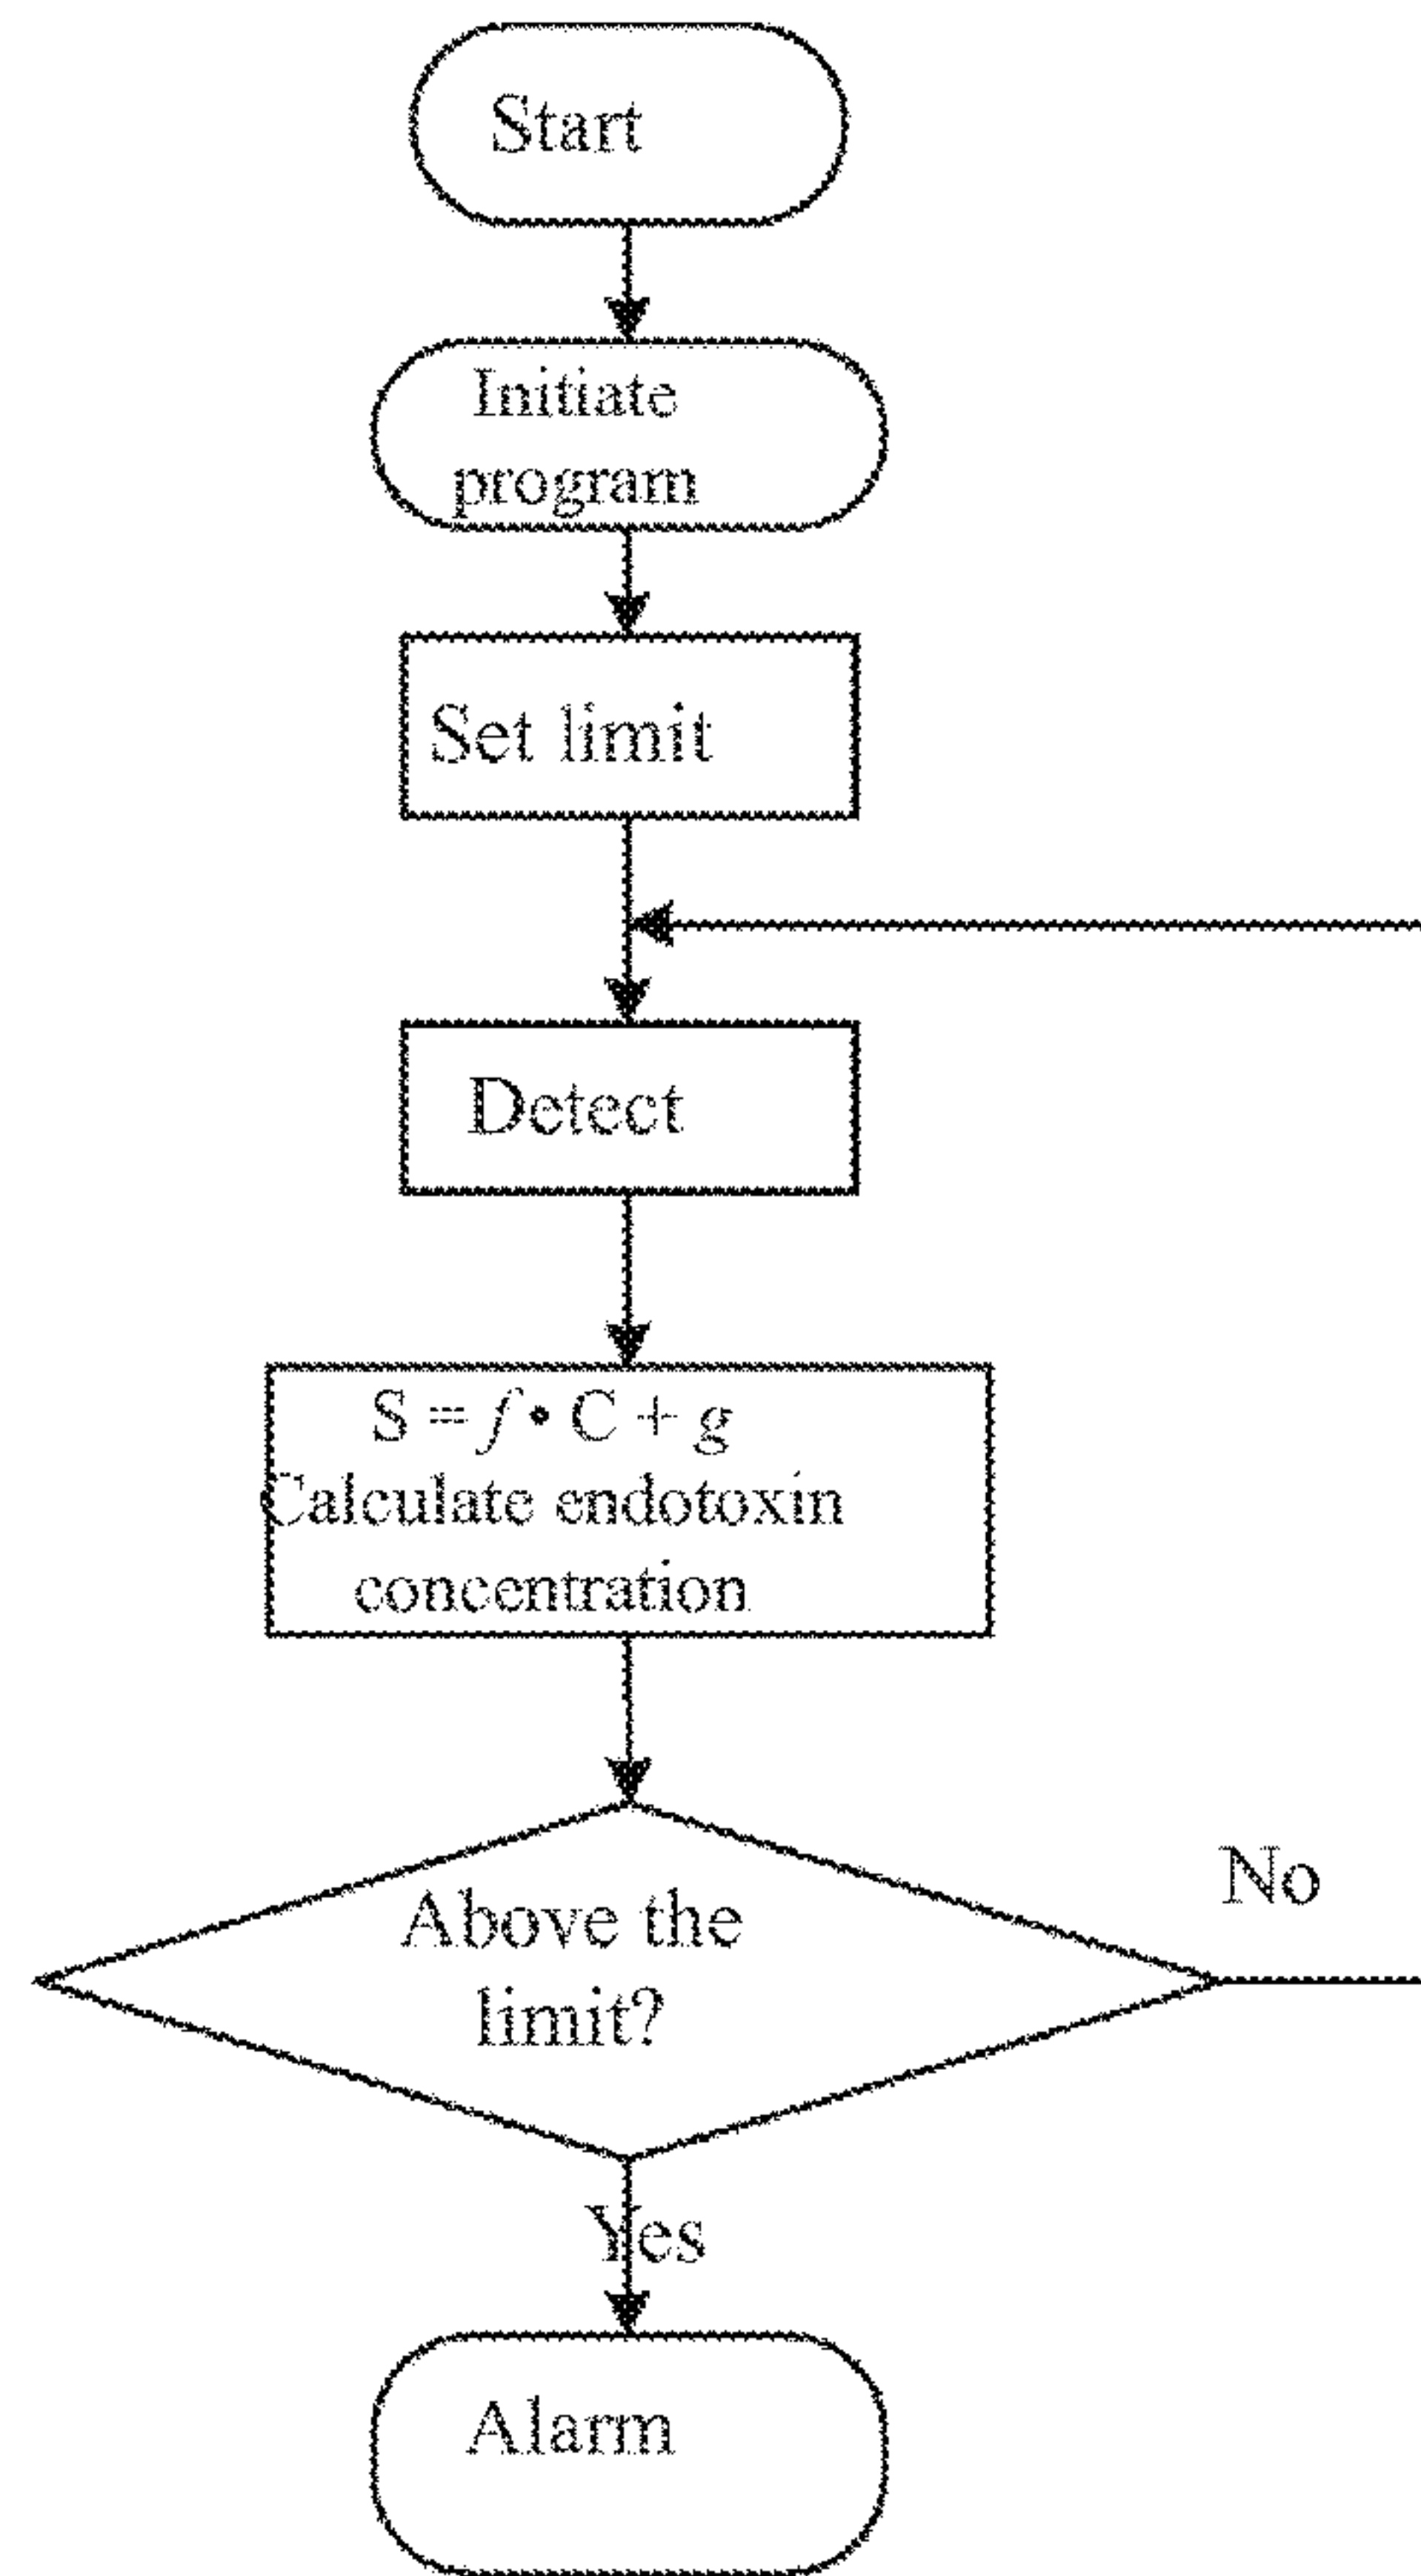 Start
Initiate
program
Set limit
Detect
S = f • C + g
Calculate endotoxin
concentration
Above the
limit?
No
Yes
Alarm